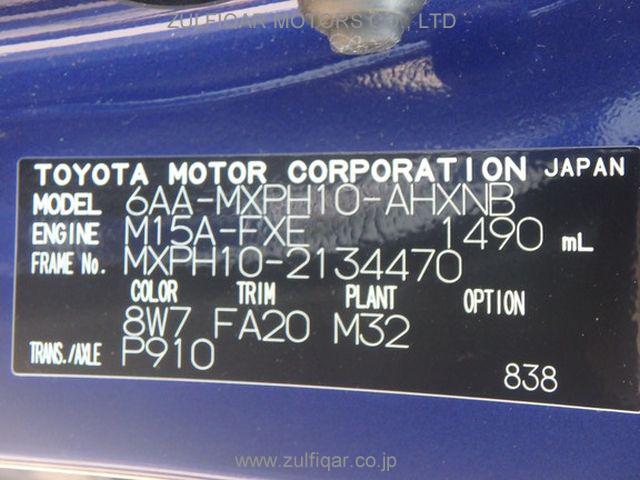 ZULFIQAR MOTORS CO LTD
TOYOTA MOTOR CORPORATION JAPAN
MODEL 6AA-MXPH10-AHXNB
ENGINE M15A-FXE 1490 mL
FRAME No. MXPH10-2134470
COLOR TRIM PLANT OPTION
8W7 FA20 M32
TRANS./AXLE P910
838
www.zulfiqar.co.jp